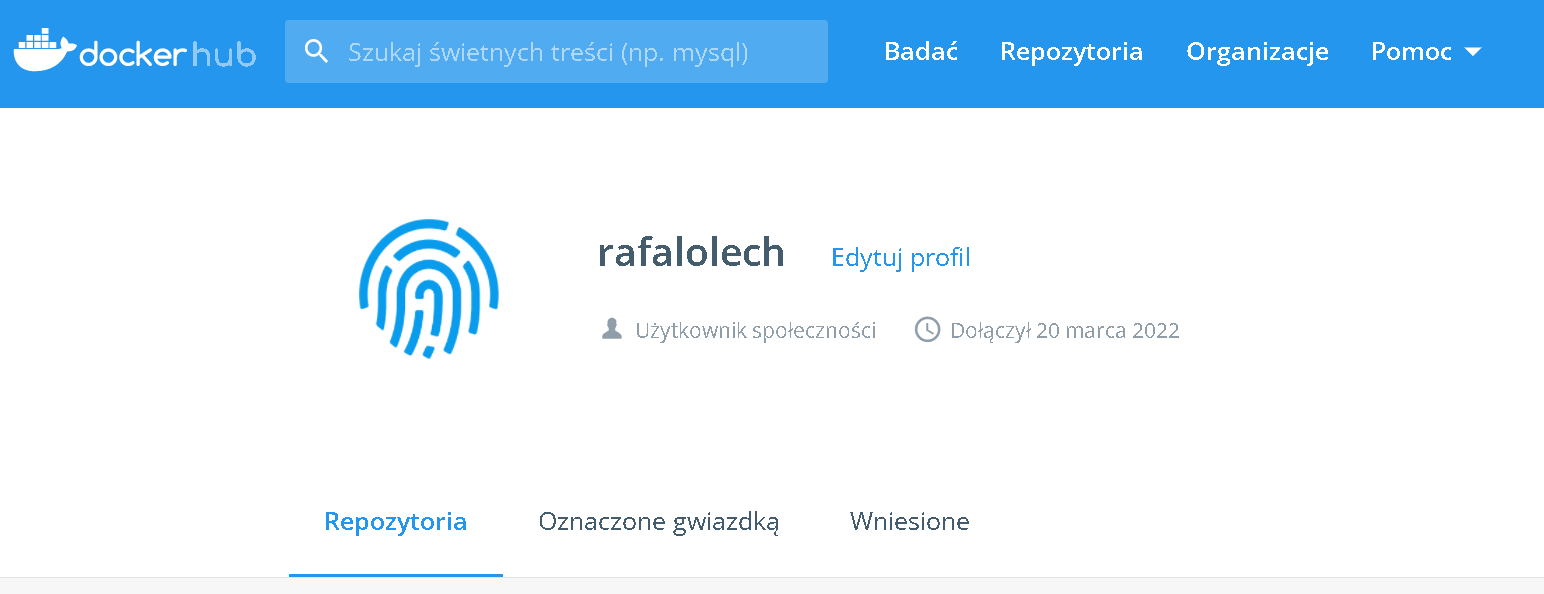 dockerhub Szukaj świetnych treści (np. mysql) Badać Repozytoria Organizacje Pomoc
rafalolech Edytuj profil
Użytkownik społeczności Dołączył 20 marca 2022
Repozytoria Oznaczone gwiazdką Wniesione